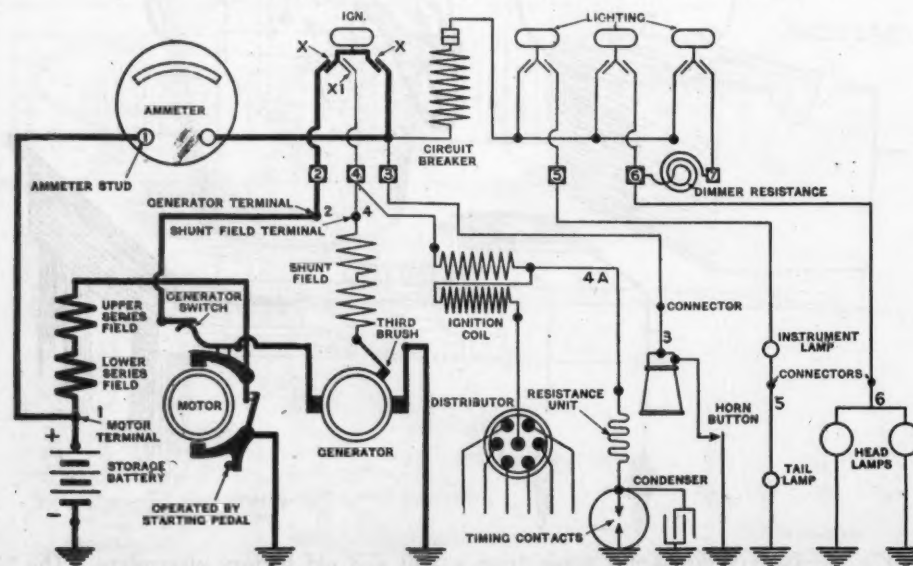 IGN.
LIGHTING
X
X
X1
AMMETER
1
CIRCUIT
BREAKER
AMMETER STUD
2
4
3
5
6
7
DIMMER RESISTANCE
GENERATOR TERMINAL
2
4
SHUNT FIELD TERMINAL
SHUNT
FIELD
GENERATOR
SWITCH
UPPER
SERIES
FIELD
4A
CONNECTOR
THIRD
BRUSH
IGNITION
COIL
3
INSTRUMENT
LAMP
LOWER
SERIES
FIELD
CONNECTORS
5
6
MOTOR
DISTRIBUTOR
RESISTANCE
UNIT
HORN
BUTTON
1
MOTOR
TERMINAL
+
GENERATOR
HEAD
LAMPS
STORAGE
BATTERY
TAIL
LAMP
CONDENSER
-
OPERATED BY
STARTING PEDAL
TIMING CONTACTS